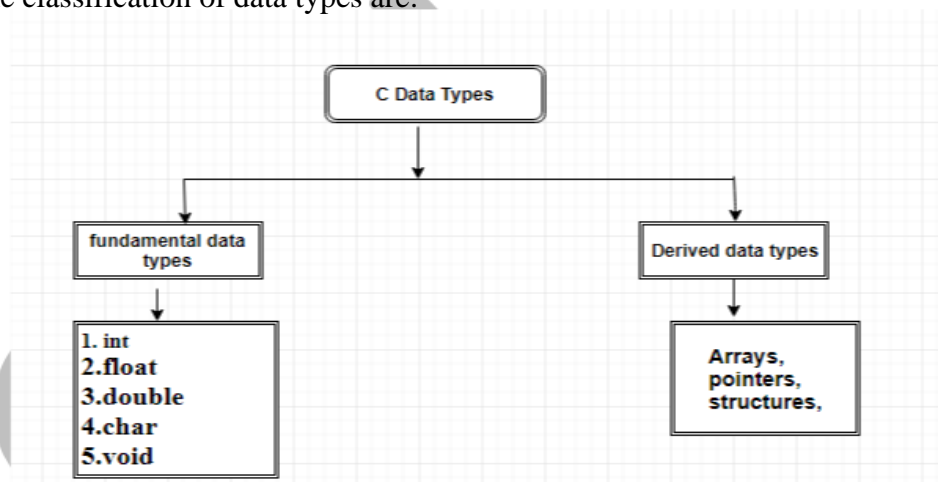 classification of data types are:
C Data Types
fundamental data
types
Derived data types
1. int
2.float
3.double
4.char
5.void
Arrays,
pointers,
structures,